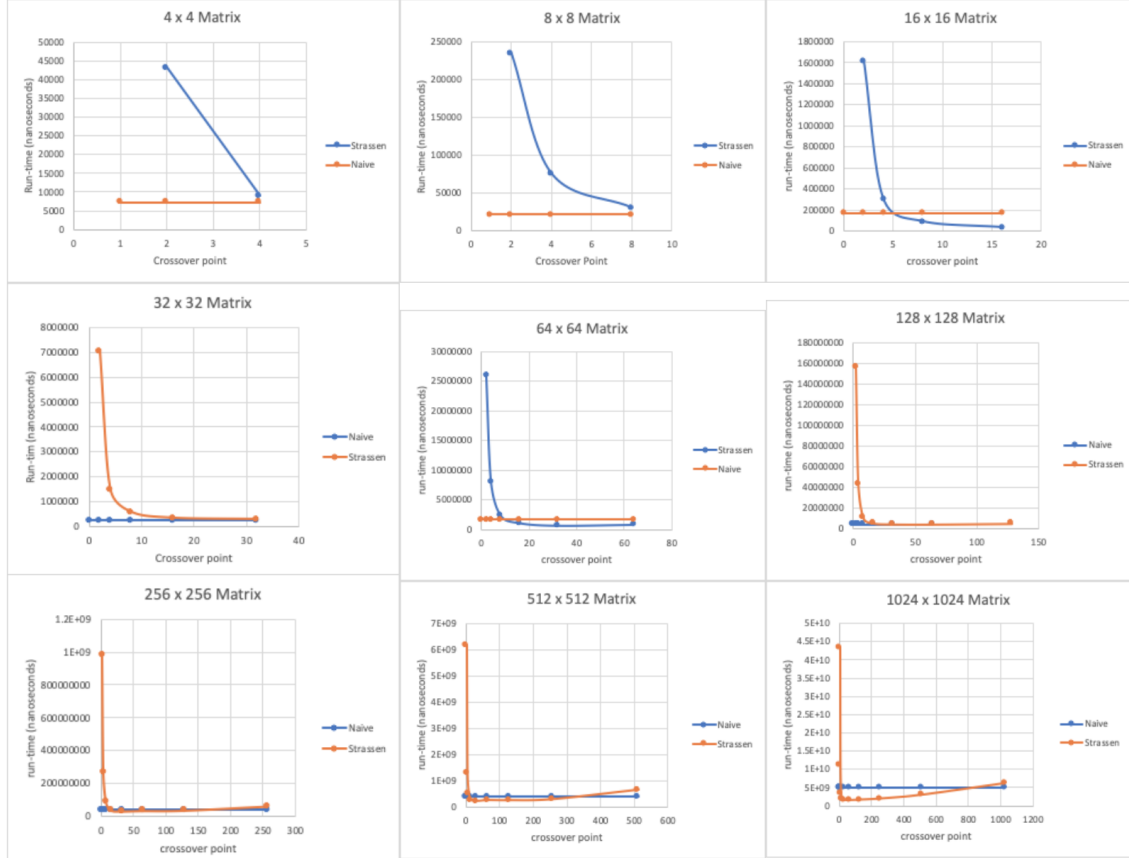 4 x 4 Matrix
50000
45000
40000
35000
30000
25000
20000
15000
10000
5000
0
0 1 2 3 4 5
Run-time (nanoseconds)
Crossover point
Strassen
Naive
8 x 8 Matrix
250000
200000
150000
100000
50000
0
0 2 4 6 8 10
Run-time (nanoseconds)
Crossover Point
Strassen
Naive
16 x 16 Matrix
1800000
1600000
1400000
1200000
1000000
800000
600000
400000
200000
0
0 5 10 15 20
run-time (nanoseconds)
crossover point
Strassen
Naive
32 x 32 Matrix
8000000
7000000
6000000
5000000
4000000
3000000
2000000
1000000
0
0 10 20 30 40
Run-tim (nanoseconds)
Crossover point
Naive
Strassen
64 x 64 Matrix
30000000
25000000
20000000
15000000
10000000
5000000
0
0 20 40 60 80
run-time (nanoseconds)
crossover point
Strassen
Naive
128 x 128 Matrix
180000000
160000000
140000000
120000000
100000000
80000000
60000000
40000000
20000000
0
0 50 100 150
run-time (nanoseconds)
crossover point
Naive
Strassen
256 x 256 Matrix
1.2E+09
1E+09
800000000
600000000
400000000
200000000
0
0 50 100 150 200 250 300
run-time (nanoseconds)
crossover point
Naive
Strassen
512 x 512 Matrix
7E+09
6E+09
5E+09
4E+09
3E+09
2E+09
1E+09
0
0 100 200 300 400 500 600
run-time (nanoseconds)
crossover point
Naive
Strassen
1024 x 1024 Matrix
5E+10
4.5E+10
4E+10
3.5E+10
3E+10
2.5E+10
2E+10
1.5E+10
1E+10
5E+09
0
0 200 400 600 800 1000 1200
run-time (nanoseconds)
crossover point
Naive
Strassen